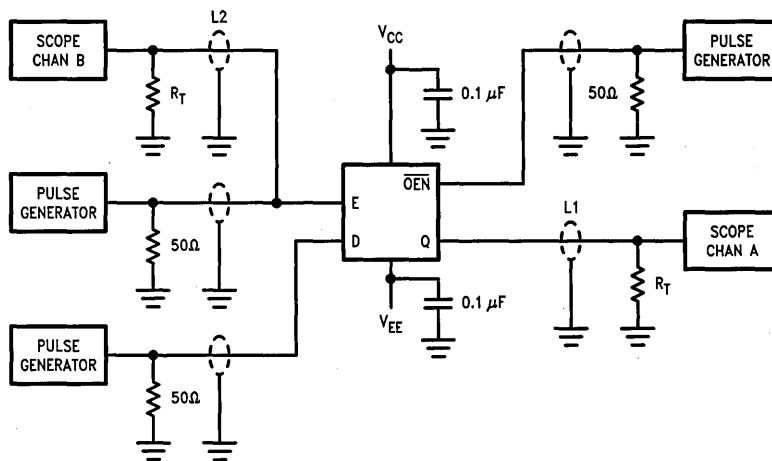 L2
SCOPE
CHAN B
R_T
V_CC
0.1 μF
50Ω
PULSE
GENERATOR
PULSE
GENERATOR
50Ω
E
D
O̅E̅N̅
Q
L1
SCOPE
CHAN A
R_T
V_EE
0.1 μF
PULSE
GENERATOR
50Ω